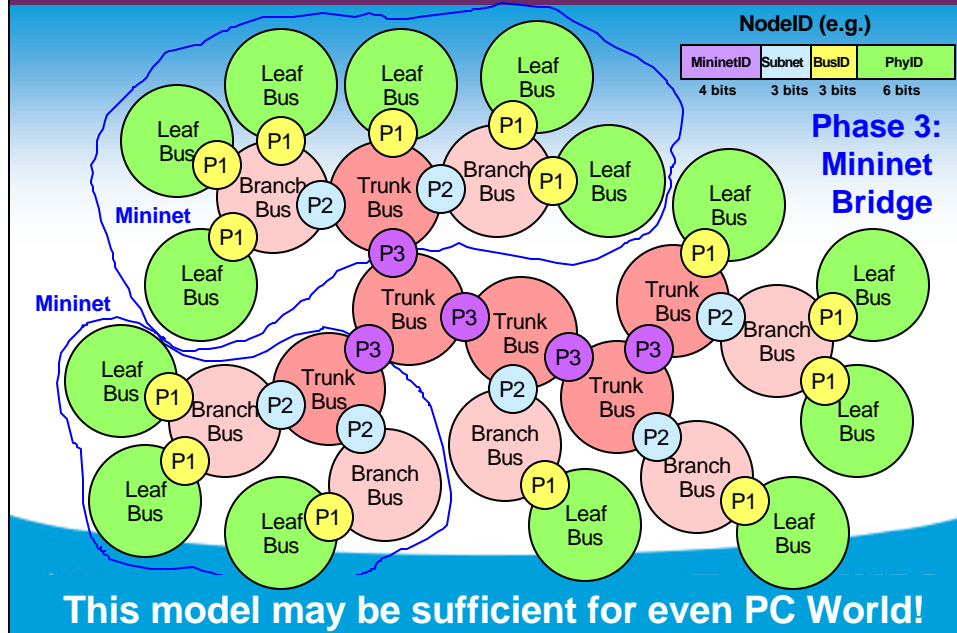 NodeID (e.g.)
MininetID Subnet BusID PhyID
4 bits 3 bits 3 bits 6 bits
Phase 3:
Mininet
Bridge
Leaf
Bus
Leaf
Bus
Leaf
Bus
Leaf
Bus
Leaf
Bus
Leaf
Bus
P1
P1
P1
P1
P1
P1
Branch
Bus
P2
Trunk
Bus
P2
Branch
Bus
Mininet
P3
Mininet
Trunk
Bus
P3
Trunk
Bus
P3
Trunk
Bus
P3
Trunk
Bus
P1
Leaf
Bus
P2
Branch
Bus
P1
Leaf
Bus
P1
Leaf
Bus
P3
Trunk
Bus
P2
Branch
Bus
P1
Leaf
Bus
P1
Leaf
Bus
P2
Branch
Bus
P1
Leaf
Bus
P2
Branch
Bus
P1
Leaf
Bus
P2
Branch
Bus
P1
Leaf
Bus
This model may be sufficient for even PC World!